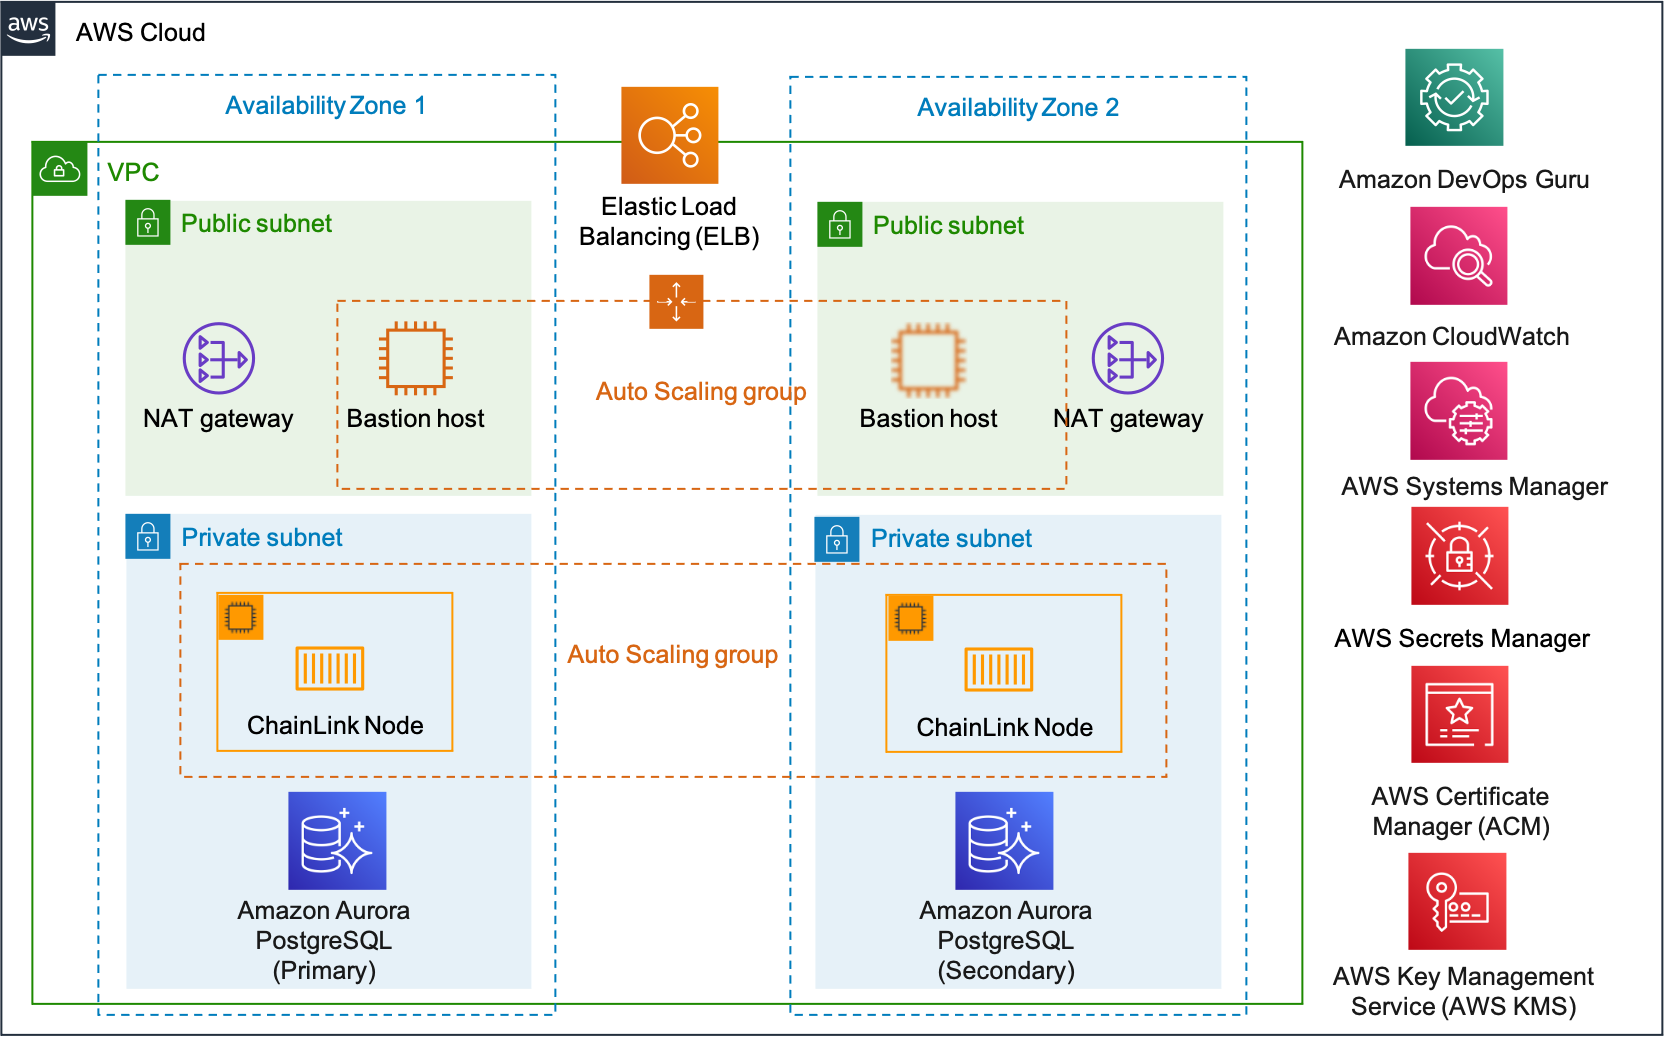 aws
AWS Cloud
Availability Zone 1
Availability Zone 2
VPC
Public subnet
Elastic Load
Balancing (ELB)
Public subnet
NAT gateway
Bastion host
Auto Scaling group
Bastion host
NAT gateway
Private subnet
Private subnet
ChainLink Node
Auto Scaling group
ChainLink Node
Amazon Aurora
PostgreSQL
(Primary)
Amazon Aurora
PostgreSQL
(Secondary)
Amazon DevOps Guru
Amazon CloudWatch
AWS Systems Manager
AWS Secrets Manager
AWS Certificate
Manager (ACM)
AWS Key Management
Service (AWS KMS)